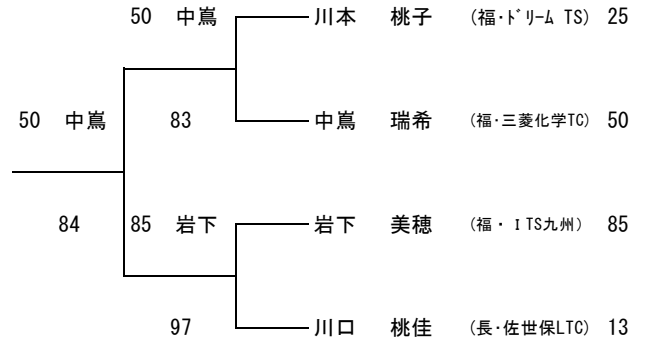 50 中嶌 川本 桃子 (福・ﾄﾞﾘｰﾑ TS) 25
50 中嶌 83 中嶌 瑞希 (福・三菱化学TC) 50
84 85 岩下 岩下 美穂 (福・ＩTS九州) 85
97 川口 桃佳 (長・佐世保LTC) 13